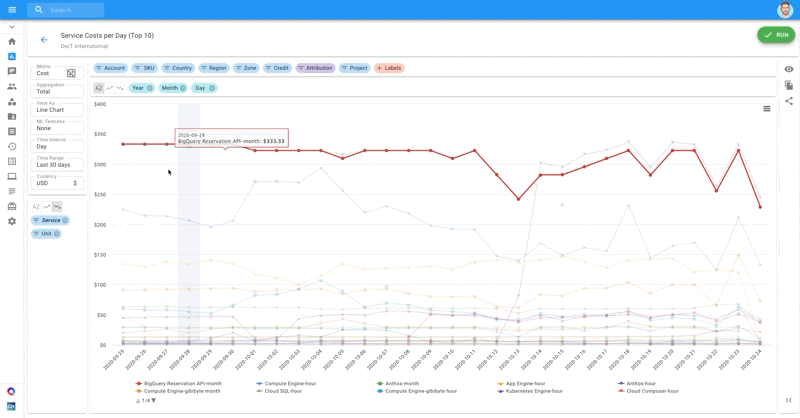 Search
Service Costs per Day (Top 10)
DoiT International
RUN
Metric
Cost
Aggregation
Total
View As
Line Chart
ML Features
None
Time Interval
Day
Time Range
Last 30 days
Currency
USD $
Service
Unit
Account SKU Country Region Zone Credit Attribution Project Labels
Year Month Day
$400
$350
$300
$250
$200
$150
$100
$50
$0
2020-09-28
BigQuery Reservation API-month: $333.33
2020-09-25 2020-09-26 2020-09-27 2020-09-28 2020-09-29 2020-09-30 2020-10-01 2020-10-02 2020-10-03 2020-10-04 2020-10-05 2020-10-06 2020-10-07 2020-10-08 2020-10-09 2020-10-10 2020-10-11 2020-10-12 2020-10-13 2020-10-14 2020-10-15 2020-10-16 2020-10-17 2020-10-18 2020-10-19 2020-10-20 2020-10-21 2020-10-22 2020-10-23 2020-10-24
BigQuery Reservation API-month Compute Engine-hour Anthos-month App Engine-hour Anthos-hour
Compute Engine-gibibyte month Cloud SQL-hour Compute Engine-gibibyte hour Kubernetes Engine-hour Cloud Composer-hour
1/4